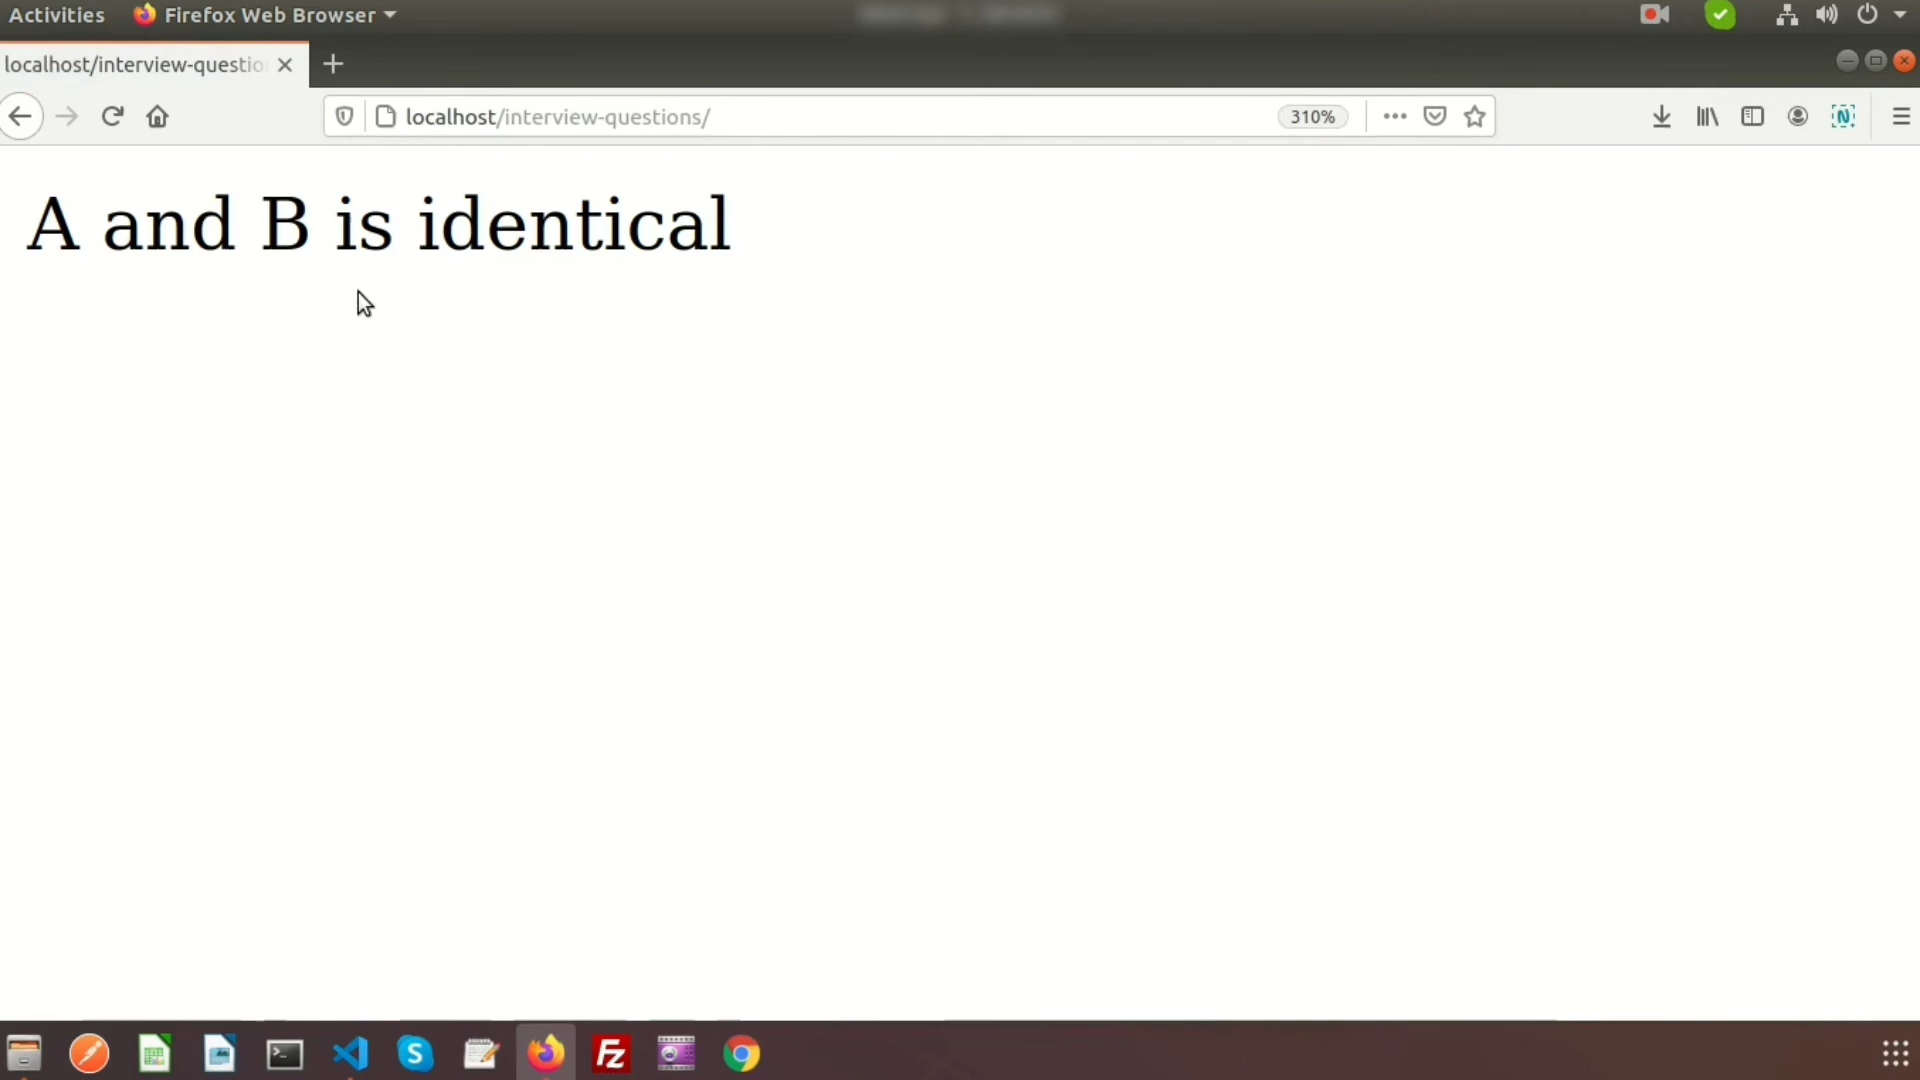 Activities Firefox Web Browser
localhost/interview-questio
localhost/interview-questions/ 310%
A and B is identical